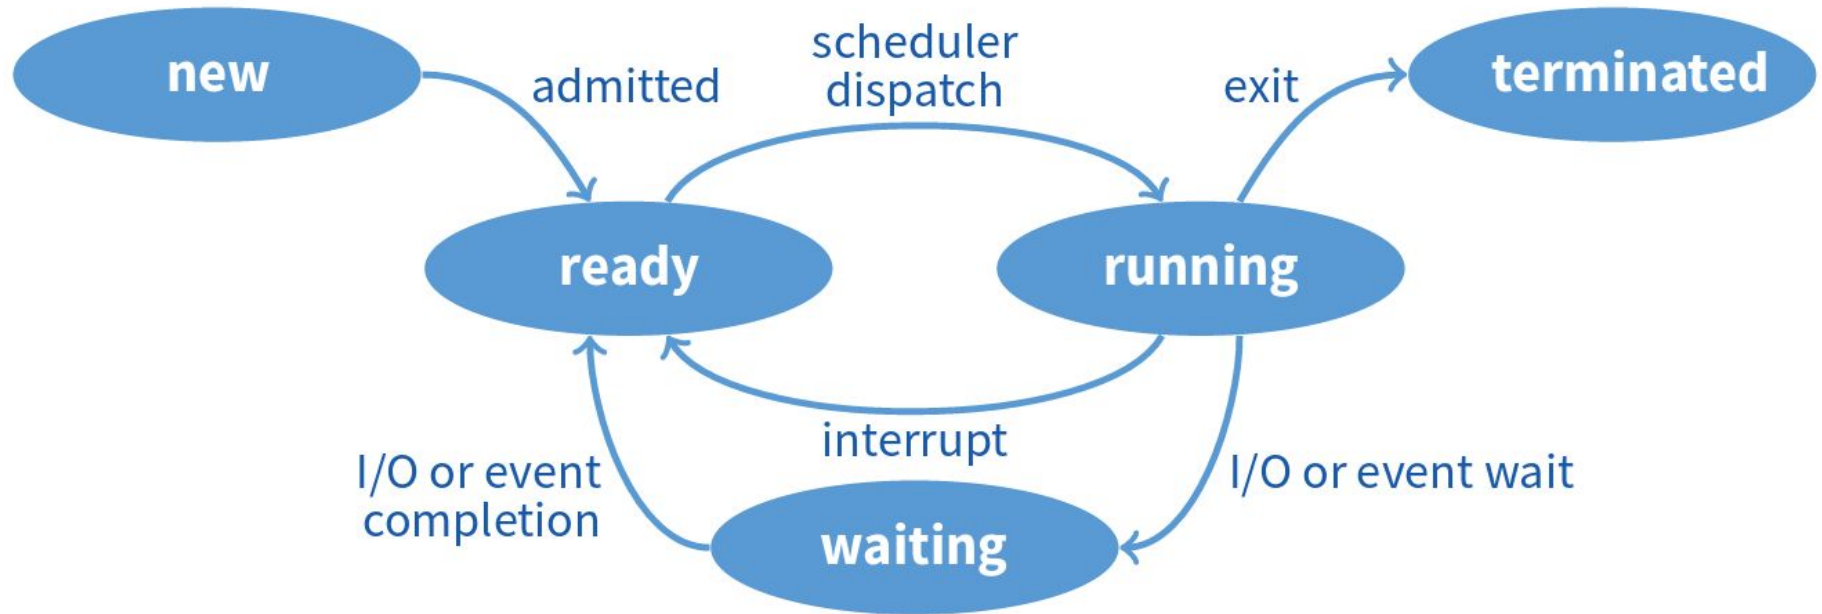 new
admitted
scheduler
dispatch
exit
terminated
ready
running
interrupt
I/O or event
completion
I/O or event wait
waiting